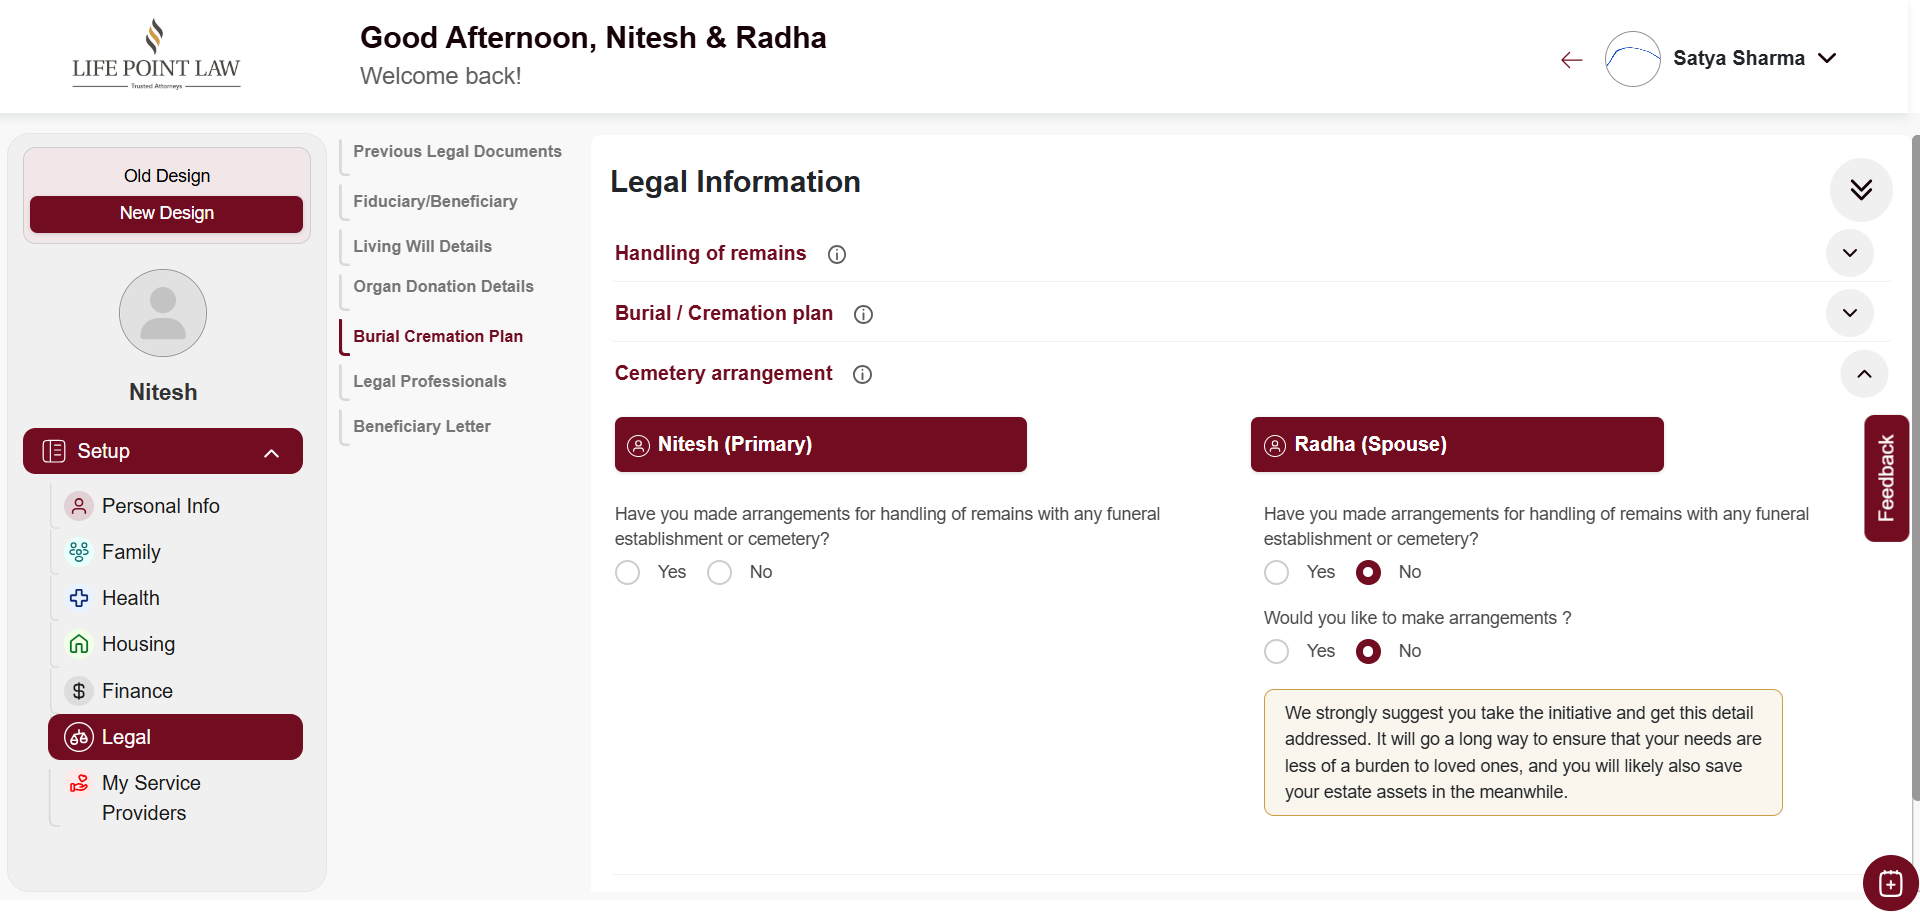 LIFE POINT LAW
Trusted Attorneys
Good Afternoon, Nitesh & Radha
Welcome back!
Satya Sharma
Old Design
New Design
Nitesh
Setup
Personal Info
Family
Health
Housing
Finance
Legal
My Service
Providers
Previous Legal Documents
Fiduciary/Beneficiary
Living Will Details
Organ Donation Details
Burial Cremation Plan
Legal Professionals
Beneficiary Letter
Legal Information
Handling of remains
Burial / Cremation plan
Cemetery arrangement
Nitesh (Primary)
Have you made arrangements for handling of remains with any funeral
establishment or cemetery?
Yes No
Radha (Spouse)
Have you made arrangements for handling of remains with any funeral
establishment or cemetery?
Yes No
Would you like to make arrangements ?
Yes No
We strongly suggest you take the initiative and get this detail
addressed. It will go a long way to ensure that your needs are
less of a burden to loved ones, and you will likely also save
your estate assets in the meanwhile.
Feedback